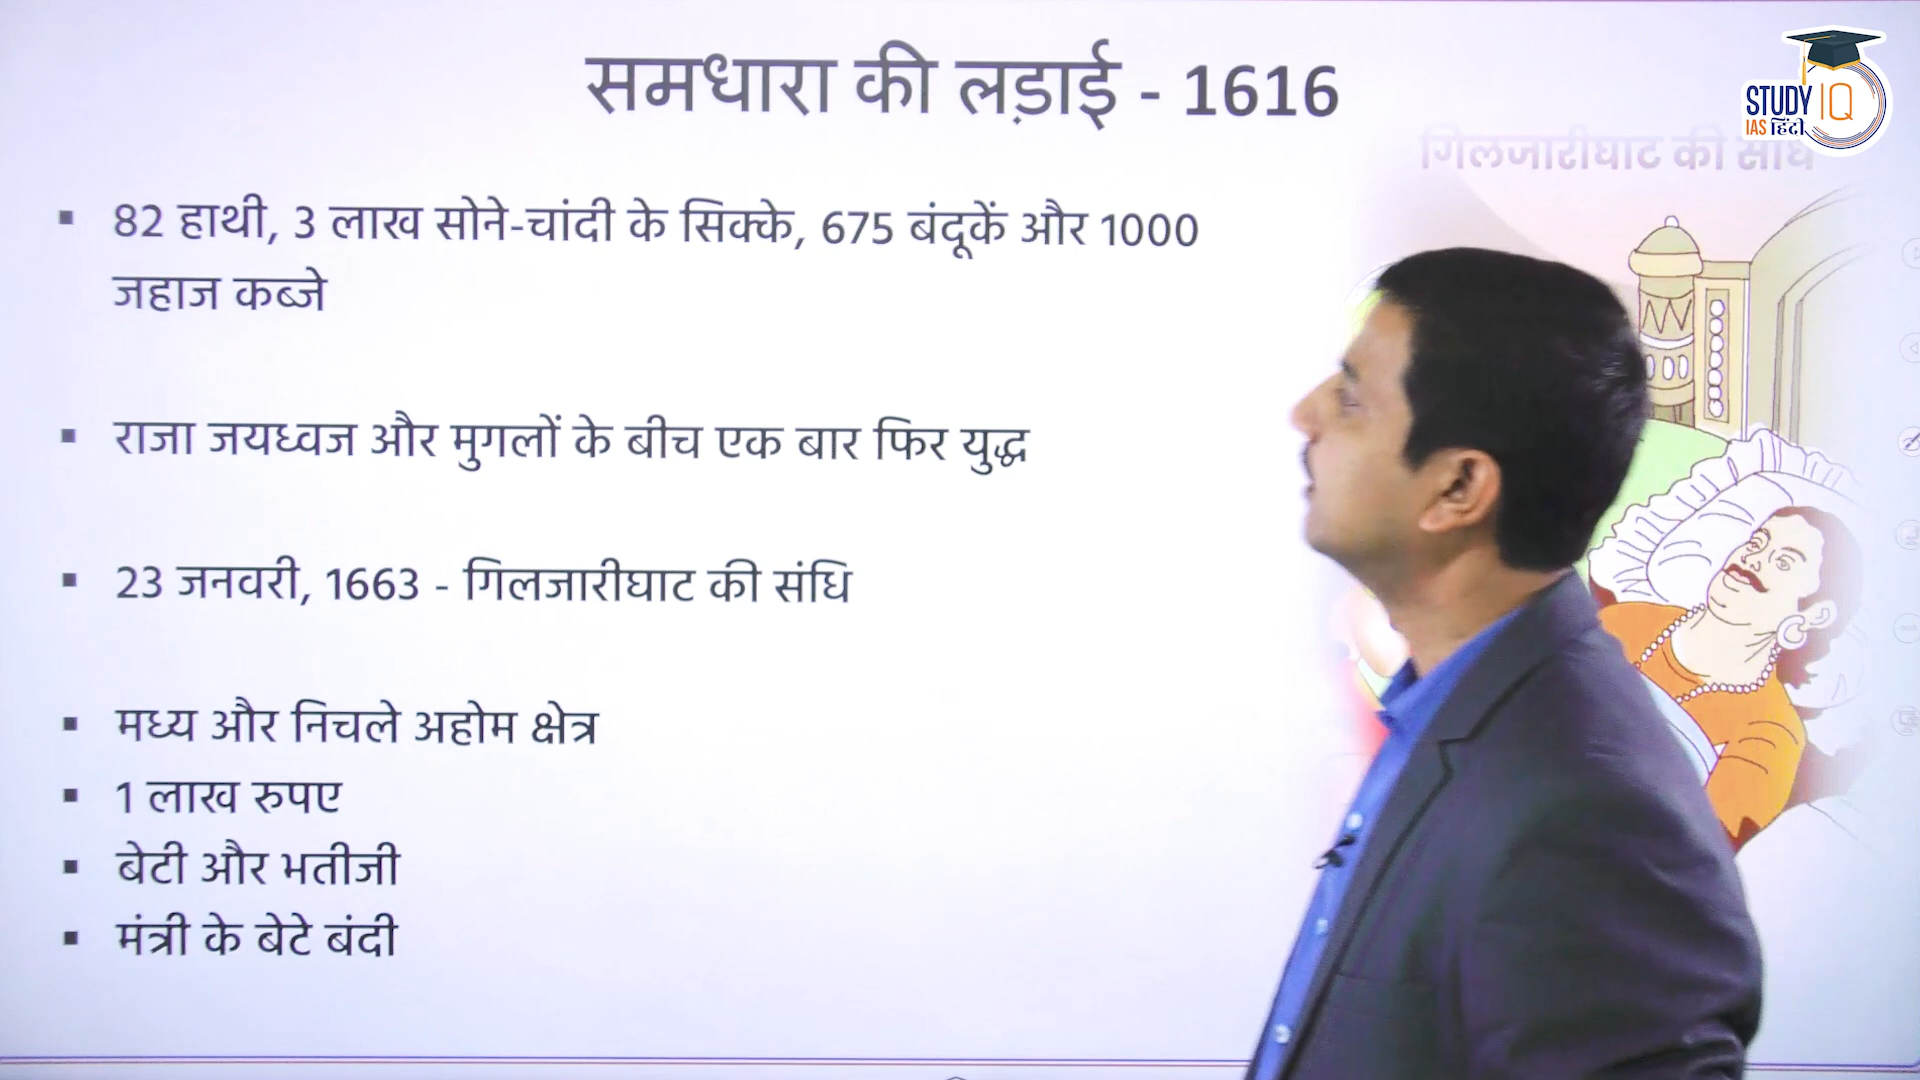 समधारा की लड़ाई - 1616
STUDY IQ
IAS हिंदी
गिलजारीघाट की संधि
82 हाथी, 3 लाख सोने-चांदी के सिक्के, 675 बंदूकें और 1000
जहाज कब्जे
राजा जयध्वज और मुगलों के बीच एक बार फिर युद्ध
23 जनवरी, 1663 - गिलजारीघाट की संधि
मध्य और निचले अहोम क्षेत्र
1 लाख रुपए
बेटी और भतीजी
मंत्री के बेटे बंदी